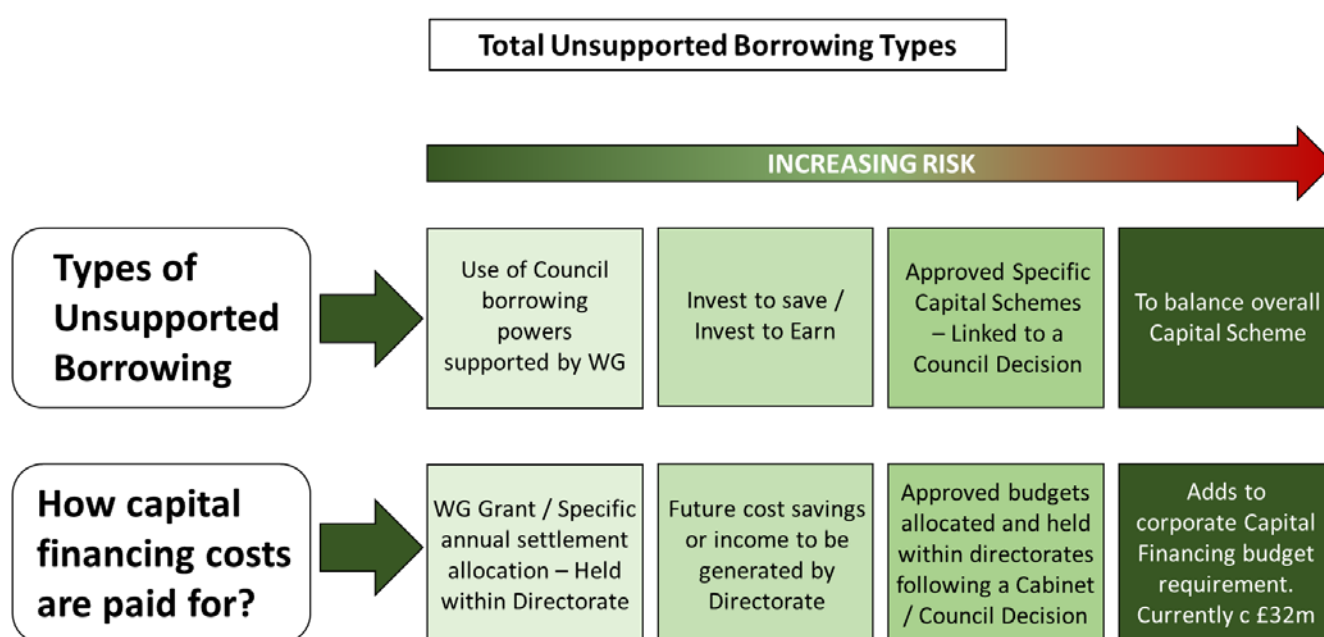 Total Unsupported Borrowing Types
INCREASING RISK
Types of
Unsupported
Borrowing
Use of Council
borrowing
powers
supported by WG
Invest to save /
Invest to Earn
Approved Specific
Capital Schemes
– Linked to a
Council Decision
To balance overall
Capital Scheme
How capital
financing costs
are paid for?
WG Grant / Specific
annual settlement
allocation – Held
within Directorate
Future cost savings
or income to be
generated by
Directorate
Approved budgets
allocated and held
within directorates
following a Cabinet
/ Council Decision
Adds to
corporate Capital
Financing budget
requirement.
Currently c £32m